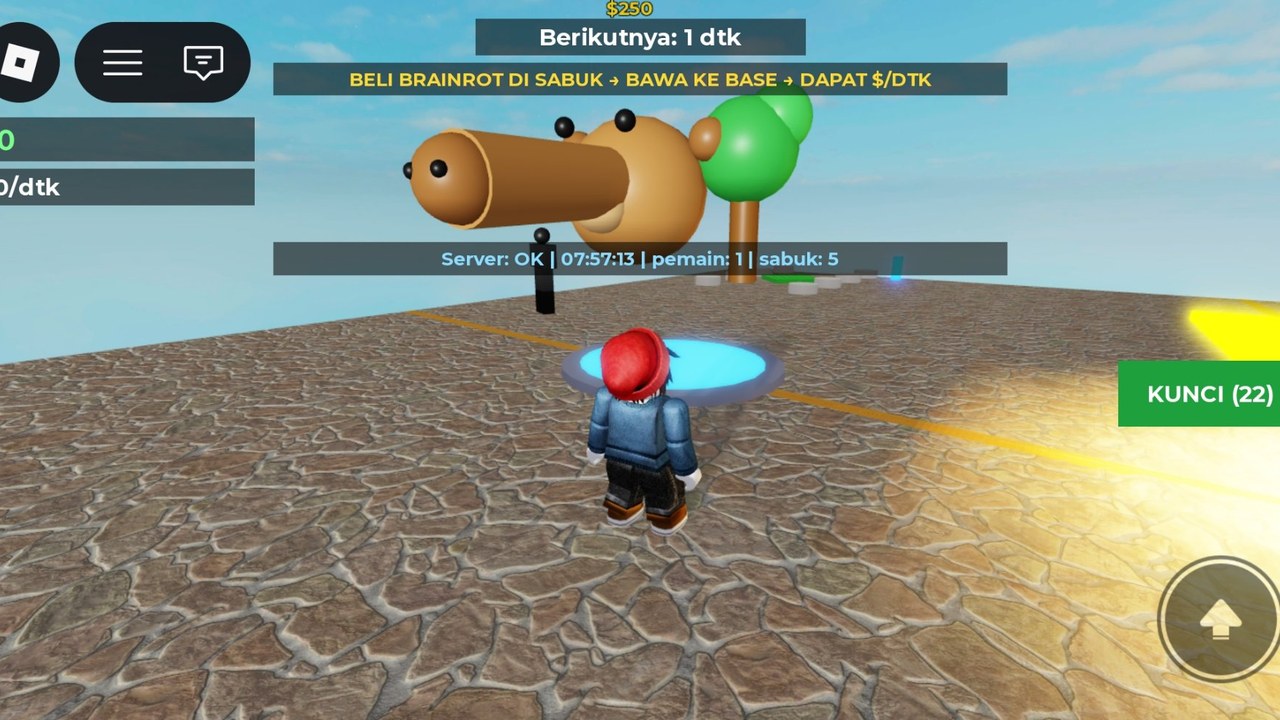 $250
Berikutnya: 1 dtk
BELI BRAINROT DI SABUK → BAWA KE BASE → DAPAT $/DTK
0
0/dtk
Server: OK | 07:57:13 | pemain: 1 | sabuk: 5
KUNCI (22)